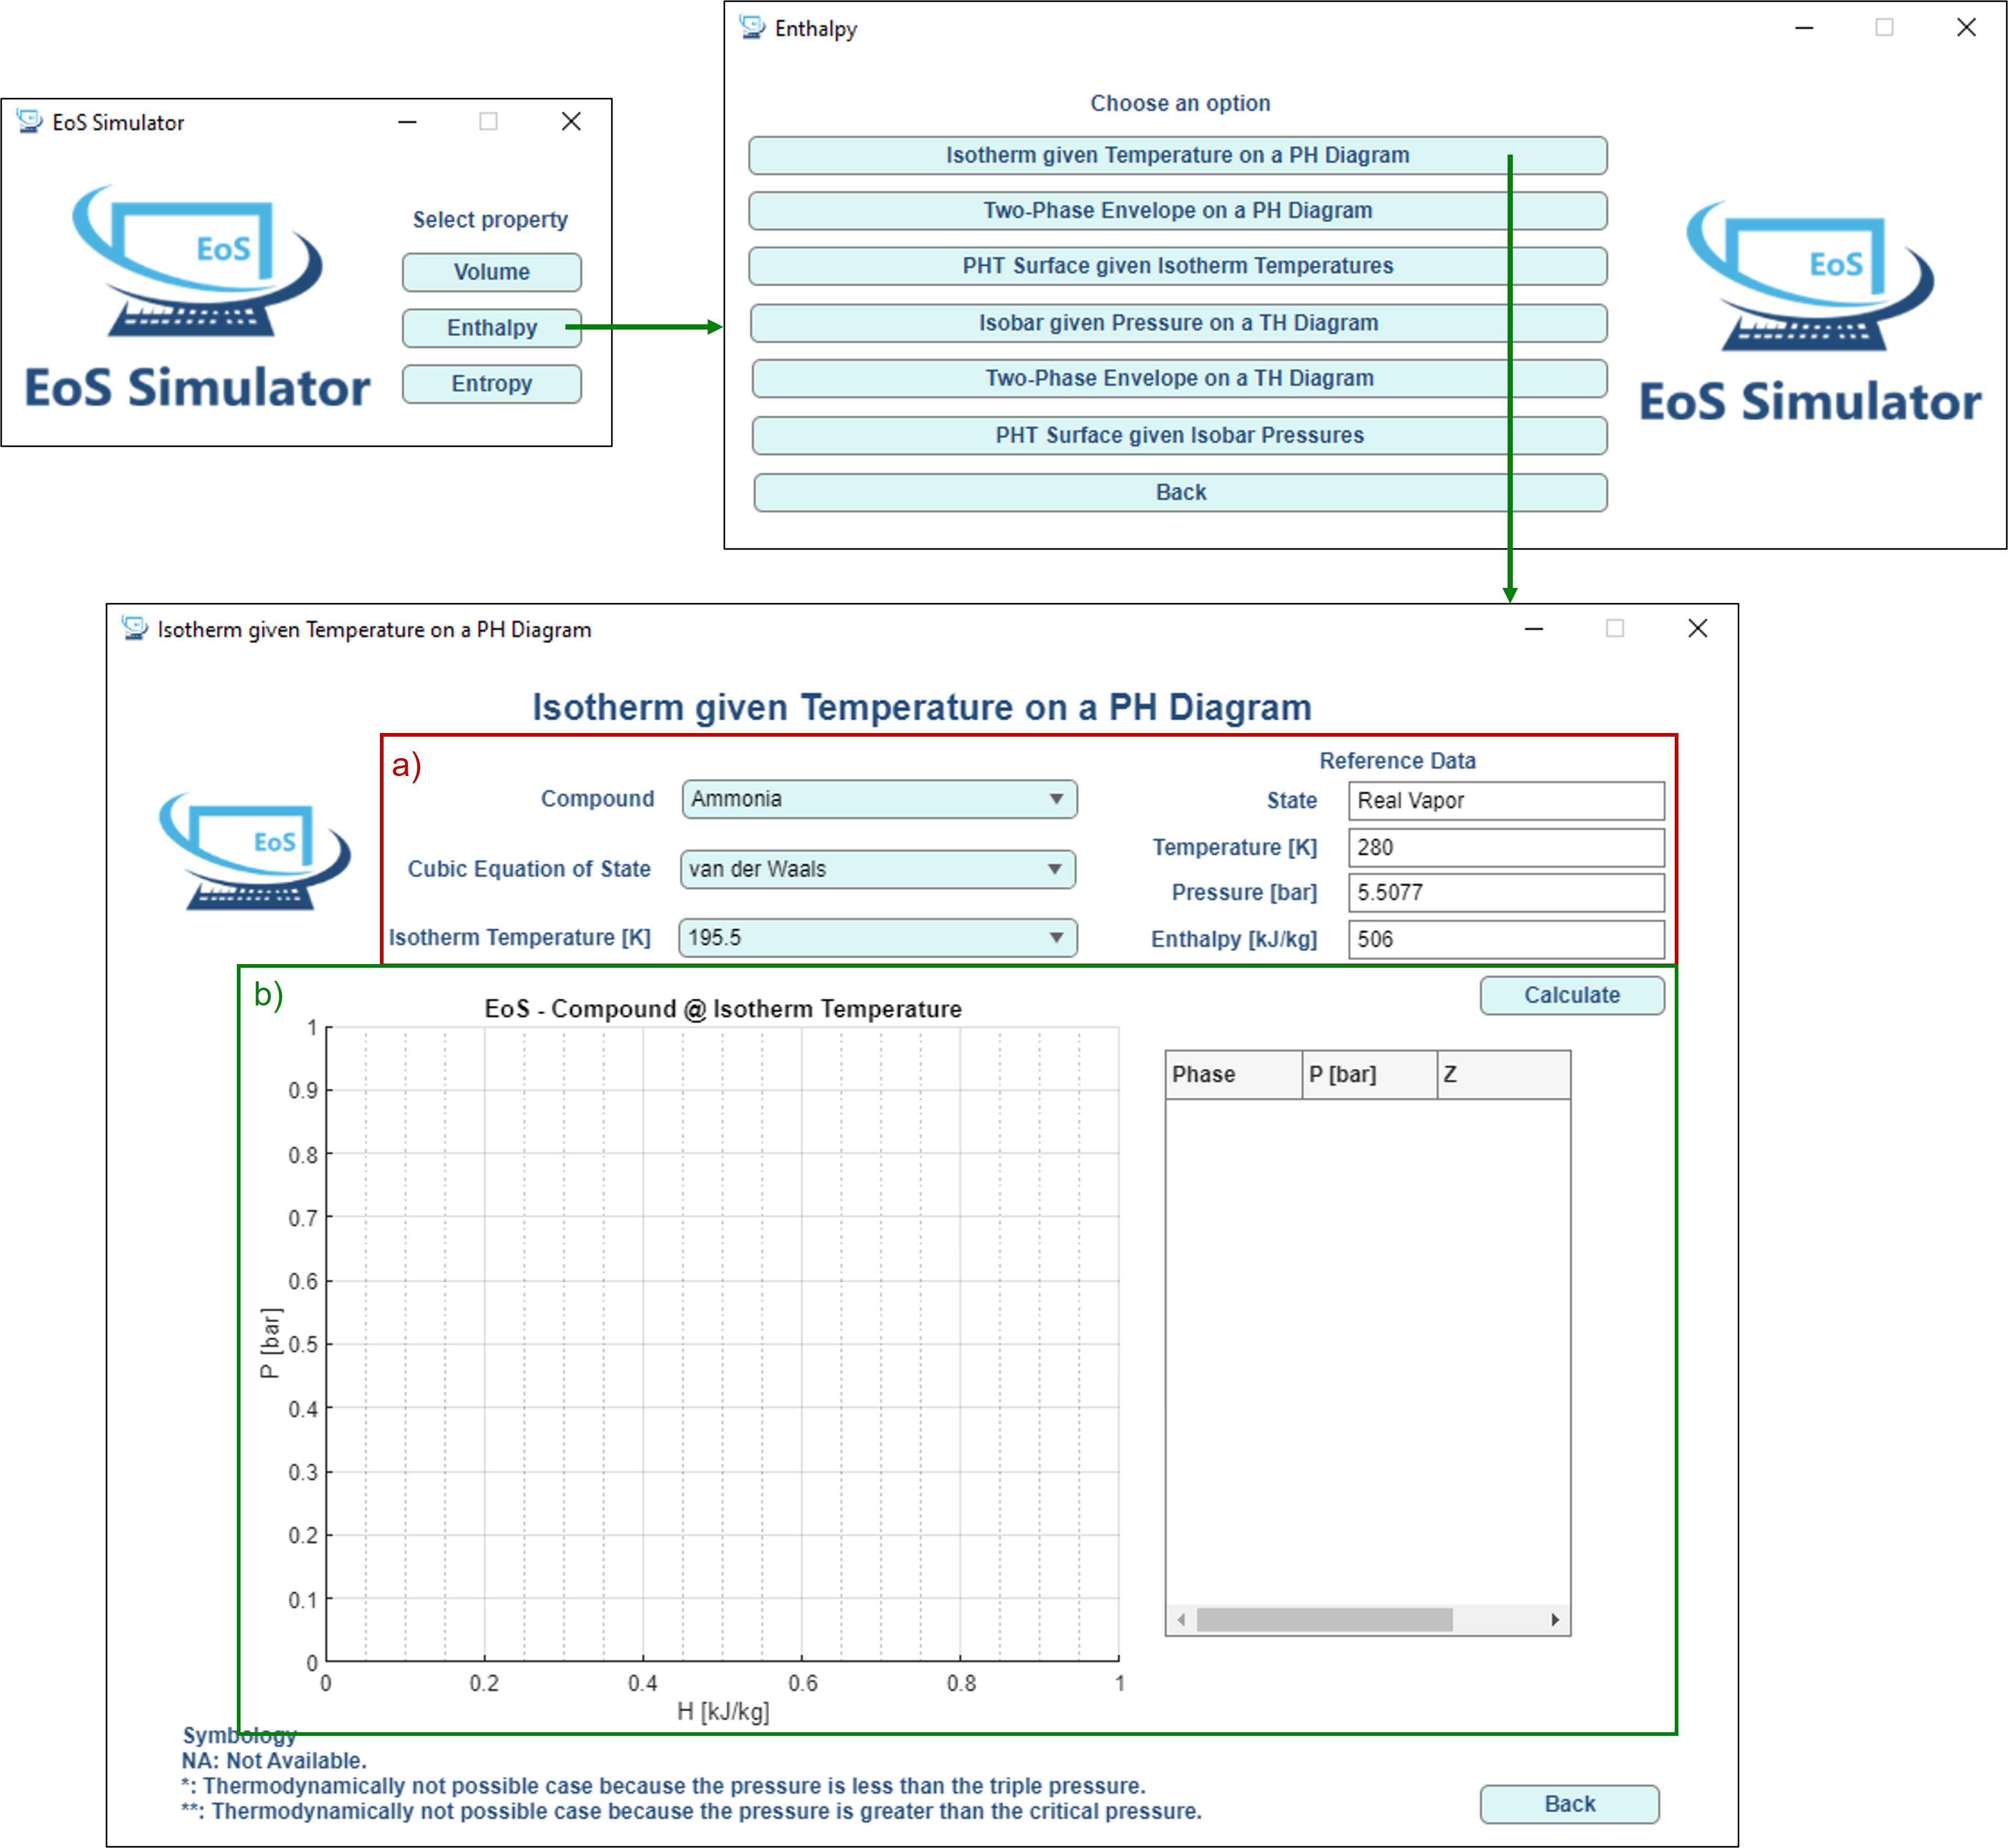 EoS Simulator
EoS
EoS Simulator
Select property
Volume
Enthalpy
Entropy
Enthalpy
Choose an option
Isotherm given Temperature on a PH Diagram
Two-Phase Envelope on a PH Diagram
PHT Surface given Isotherm Temperatures
Isobar given Pressure on a TH Diagram
Two-Phase Envelope on a TH Diagram
PHT Surface given Isobar Pressures
Back
EoS
EoS Simulator
Isotherm given Temperature on a PH Diagram
Isotherm given Temperature on a PH Diagram
EoS
a)
Compound Ammonia
Cubic Equation of State van der Waals
Isotherm Temperature [K] 195.5
Reference Data
State Real Vapor
Temperature [K] 280
Pressure [bar] 5.5077
Enthalpy [kJ/kg] 506
b)
Calculate
EoS - Compound @ Isotherm Temperature
1
0.9
0.8
0.7
0.6
0.5
0.4
0.3
0.2
0.1
0
P [bar]
0 0.2 0.4 0.6 0.8 1
H [kJ/kg]
Phase P [bar] Z
Symbology
NA: Not Available.
*: Thermodynamically not possible case because the pressure is less than the triple pressure.
**: Thermodynamically not possible case because the pressure is greater than the critical pressure.
Back